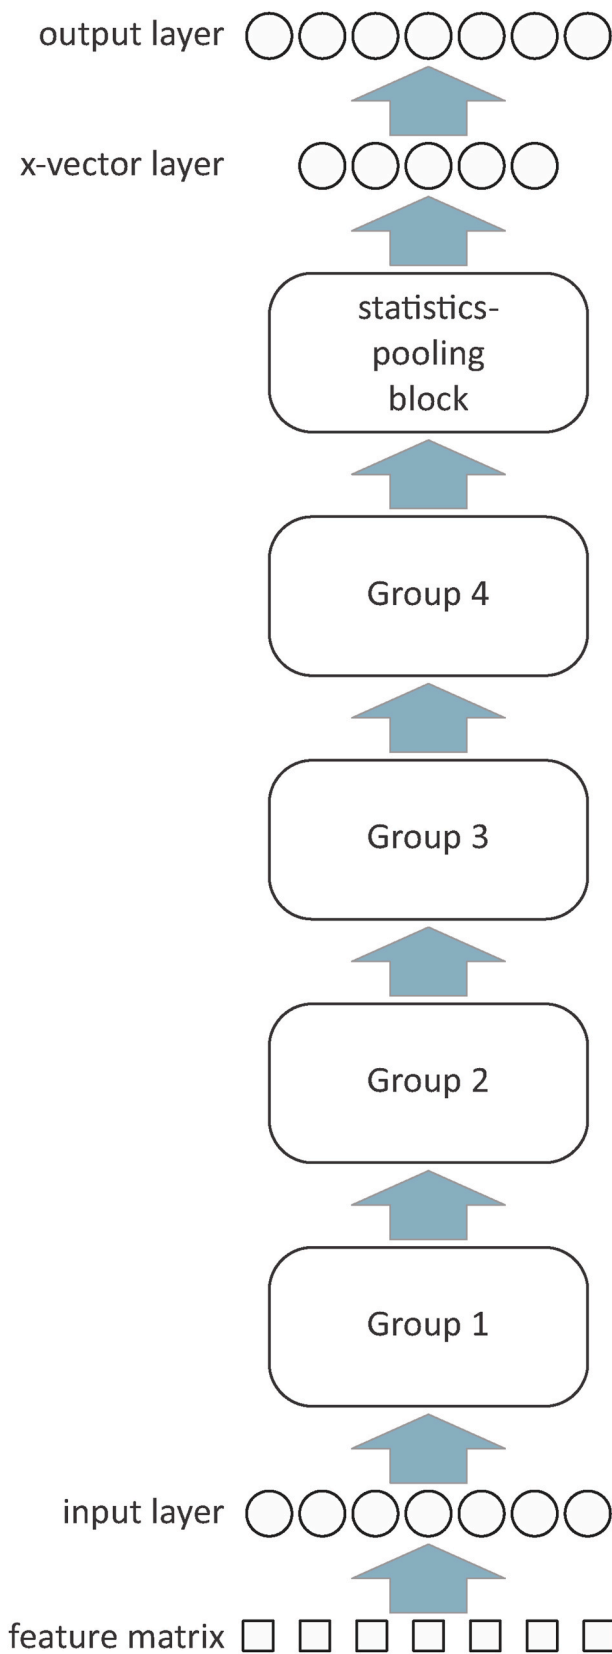 output layer
x-vector layer
statistics-
pooling
block
Group 4
Group 3
Group 2
Group 1
input layer
feature matrix